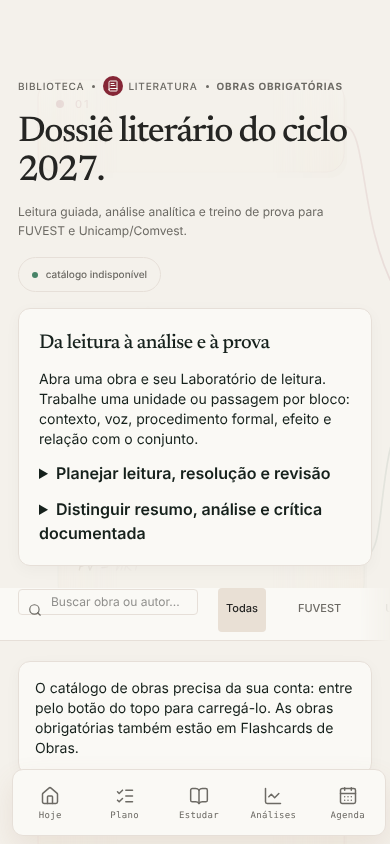 BIBLIOTECA • LITERATURA • OBRAS OBRIGATÓRIAS
01
Dossiê literário do ciclo
2027.
Leitura guiada, análise analítica e treino de prova para
FUVEST e Unicamp/Comvest.
catálogo indisponível
Da leitura à análise e à prova
Abra uma obra e seu Laboratório de leitura.
Trabalhe uma unidade ou passagem por bloco:
contexto, voz, procedimento formal, efeito e
relação com o conjunto.
▶ Planejar leitura, resolução e revisão
▶ Distinguir resumo, análise e crítica
documentada
Buscar obra ou autor... Todas FUVEST
O catálogo de obras precisa da sua conta: entre
pelo botão do topo para carregá-lo. As obras
obrigatórias também estão em Flashcards de
Obras.
Hoje Plano Estudar Análises Agenda